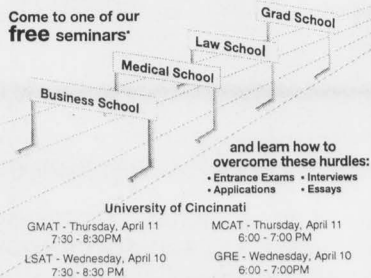 Come to one of our
free seminars*
Grad School
Law School
Medical School
Business School
and learn how to
overcome these hurdles:
• Entrance Exams • Interviews
• Applications • Essays
University of Cincinnati
GMAT - Thursday, April 11
7:30 - 8:30PM
MCAT - Thursday, April 11
6:00 - 7:00 PM
LSAT - Wednesday, April 10
7:30 - 8:30 PM
GRE - Wednesday, April 10
6:00 - 7:00PM